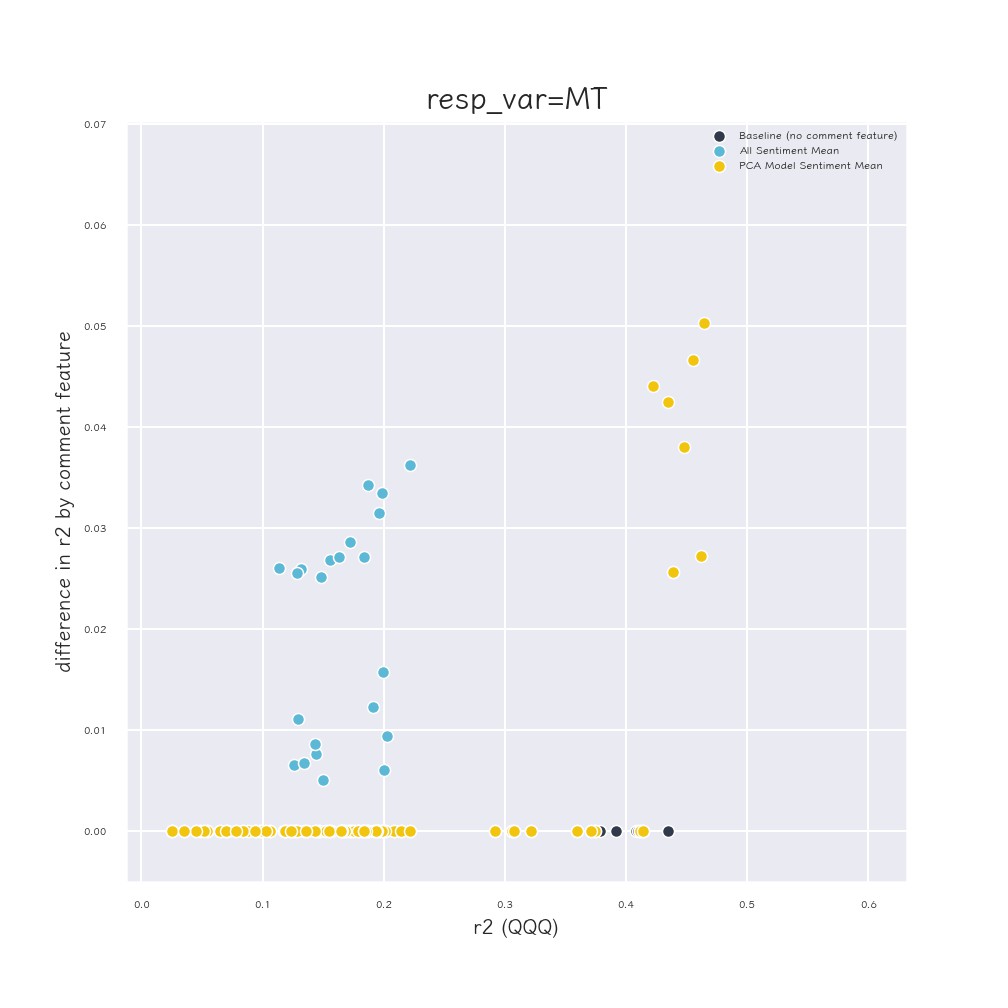 resp_var=MT
Baseline (no comment feature)
All Sentiment Mean
PCA Model Sentiment Mean
0.07
0.06
0.05
0.04
0.03
0.02
0.01
0.00
difference in r2 by comment feature
0.0 0.1 0.2 0.3 0.4 0.5 0.6
r2 (QQQ)